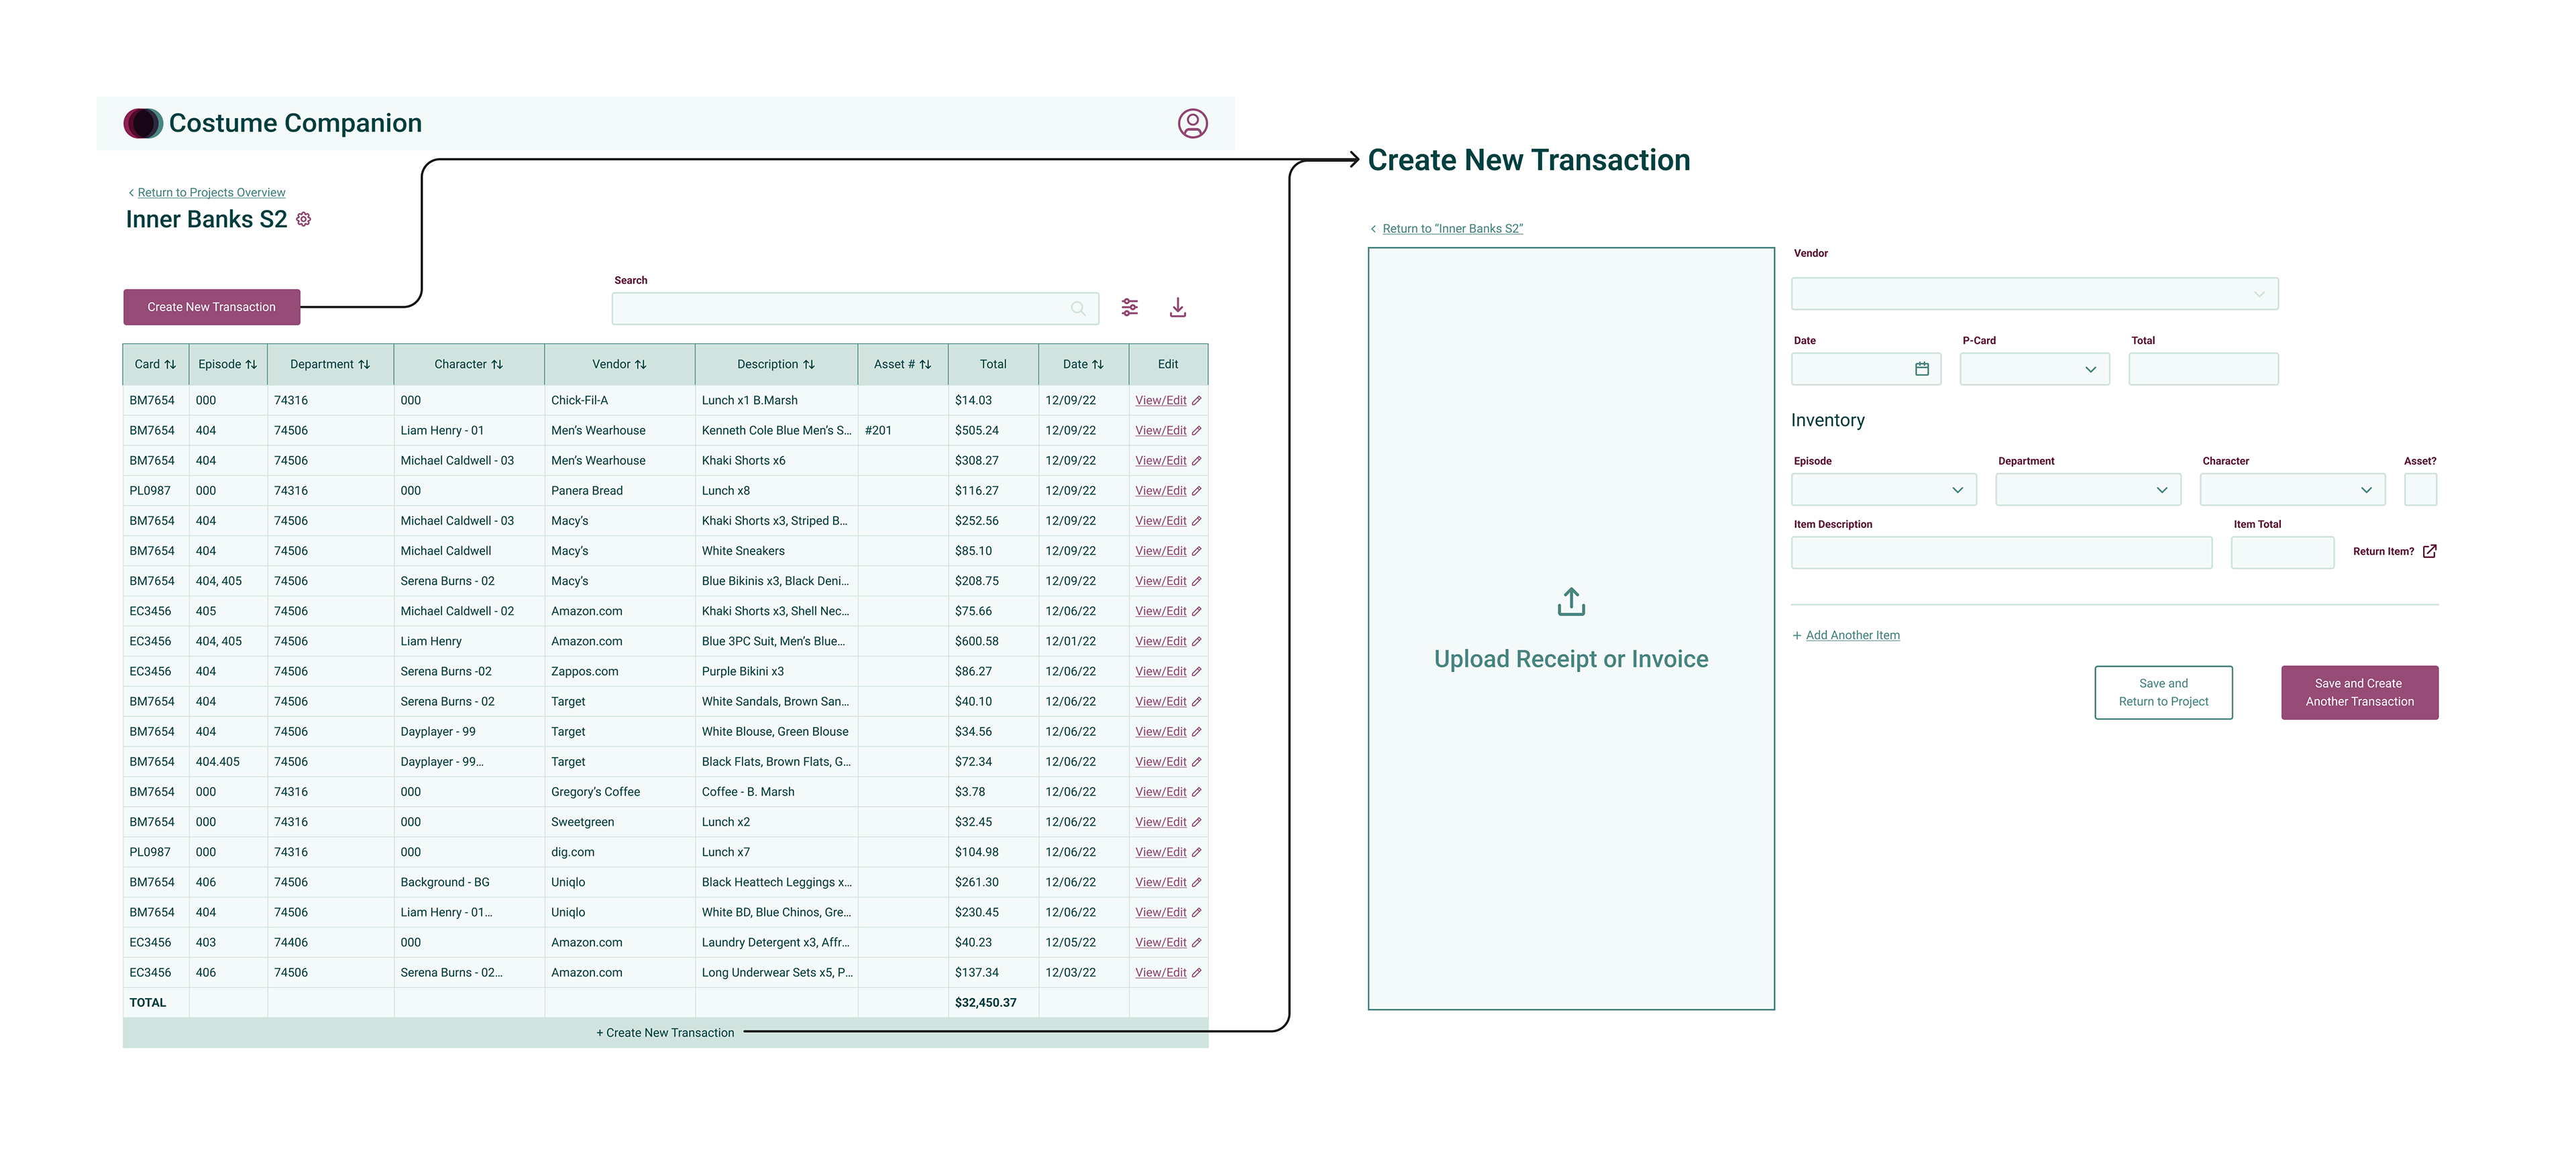 Costume Companion
Return to Projects Overview
Inner Banks S2
Create New Transaction
Search
Card Episode Department Character Vendor Description Asset # Total Date Edit
BM7654 000 74316 000 Chick-Fil-A Lunch x1 B.Marsh $14.03 12/09/22 View/Edit
BM7654 404 74506 Liam Henry - 01 Men’s Wearhouse Kenneth Cole Blue Men’s S... #201 $505.24 12/09/22 View/Edit
BM7654 404 74506 Michael Caldwell - 03 Men’s Wearhouse Khaki Shorts x6 $308.27 12/09/22 View/Edit
PL0987 000 74316 000 Panera Bread Lunch x8 $116.27 12/09/22 View/Edit
BM7654 404 74506 Michael Caldwell - 03 Macy’s Khaki Shorts x3, Striped B... $252.56 12/09/22 View/Edit
BM7654 404 74506 Michael Caldwell Macy’s White Sneakers $85.10 12/09/22 View/Edit
BM7654 404, 405 74506 Serena Burns - 02 Macy’s Blue Bikinis x3, Black Deni... $208.75 12/09/22 View/Edit
EC3456 405 74506 Michael Caldwell - 02 Amazon.com Khaki Shorts x3, Shell Nec... $75.66 12/06/22 View/Edit
EC3456 404, 405 74506 Liam Henry Amazon.com Blue 3PC Suit, Men’s Blue... $600.58 12/01/22 View/Edit
EC3456 404 74506 Serena Burns -02 Zappos.com Purple Bikini x3 $86.27 12/06/22 View/Edit
BM7654 404 74506 Serena Burns - 02 Target White Sandals, Brown San... $40.10 12/06/22 View/Edit
BM7654 404 74506 Dayplayer - 99 Target White Blouse, Green Blouse $34.56 12/06/22 View/Edit
BM7654 404.405 74506 Dayplayer - 99... Target Black Flats, Brown Flats, G... $72.34 12/06/22 View/Edit
BM7654 000 74316 000 Gregory’s Coffee Coffee - B. Marsh $3.78 12/06/22 View/Edit
BM7654 000 74316 000 Sweetgreen Lunch x2 $32.45 12/06/22 View/Edit
PL0987 000 74316 000 dig.com Lunch x7 $104.98 12/06/22 View/Edit
BM7654 406 74506 Background - BG Uniqlo Black Heattech Leggings x... $261.30 12/06/22 View/Edit
BM7654 404 74506 Liam Henry - 01... Uniqlo White BD, Blue Chinos, Gre... $230.45 12/06/22 View/Edit
EC3456 403 74406 000 Amazon.com Laundry Detergent x3, Affr... $40.23 12/05/22 View/Edit
EC3456 406 74506 Serena Burns - 02... Amazon.com Long Underwear Sets x5, P... $137.34 12/03/22 View/Edit
TOTAL $32,450.37
+ Create New Transaction
Create New Transaction
Return to “Inner Banks S2”
Upload Receipt or Invoice
Vendor
Date P-Card Total
Inventory
Episode Department Character Asset?
Item Description Item Total
Return Item?
+ Add Another Item
Save and
Return to Project
Save and Create
Another Transaction